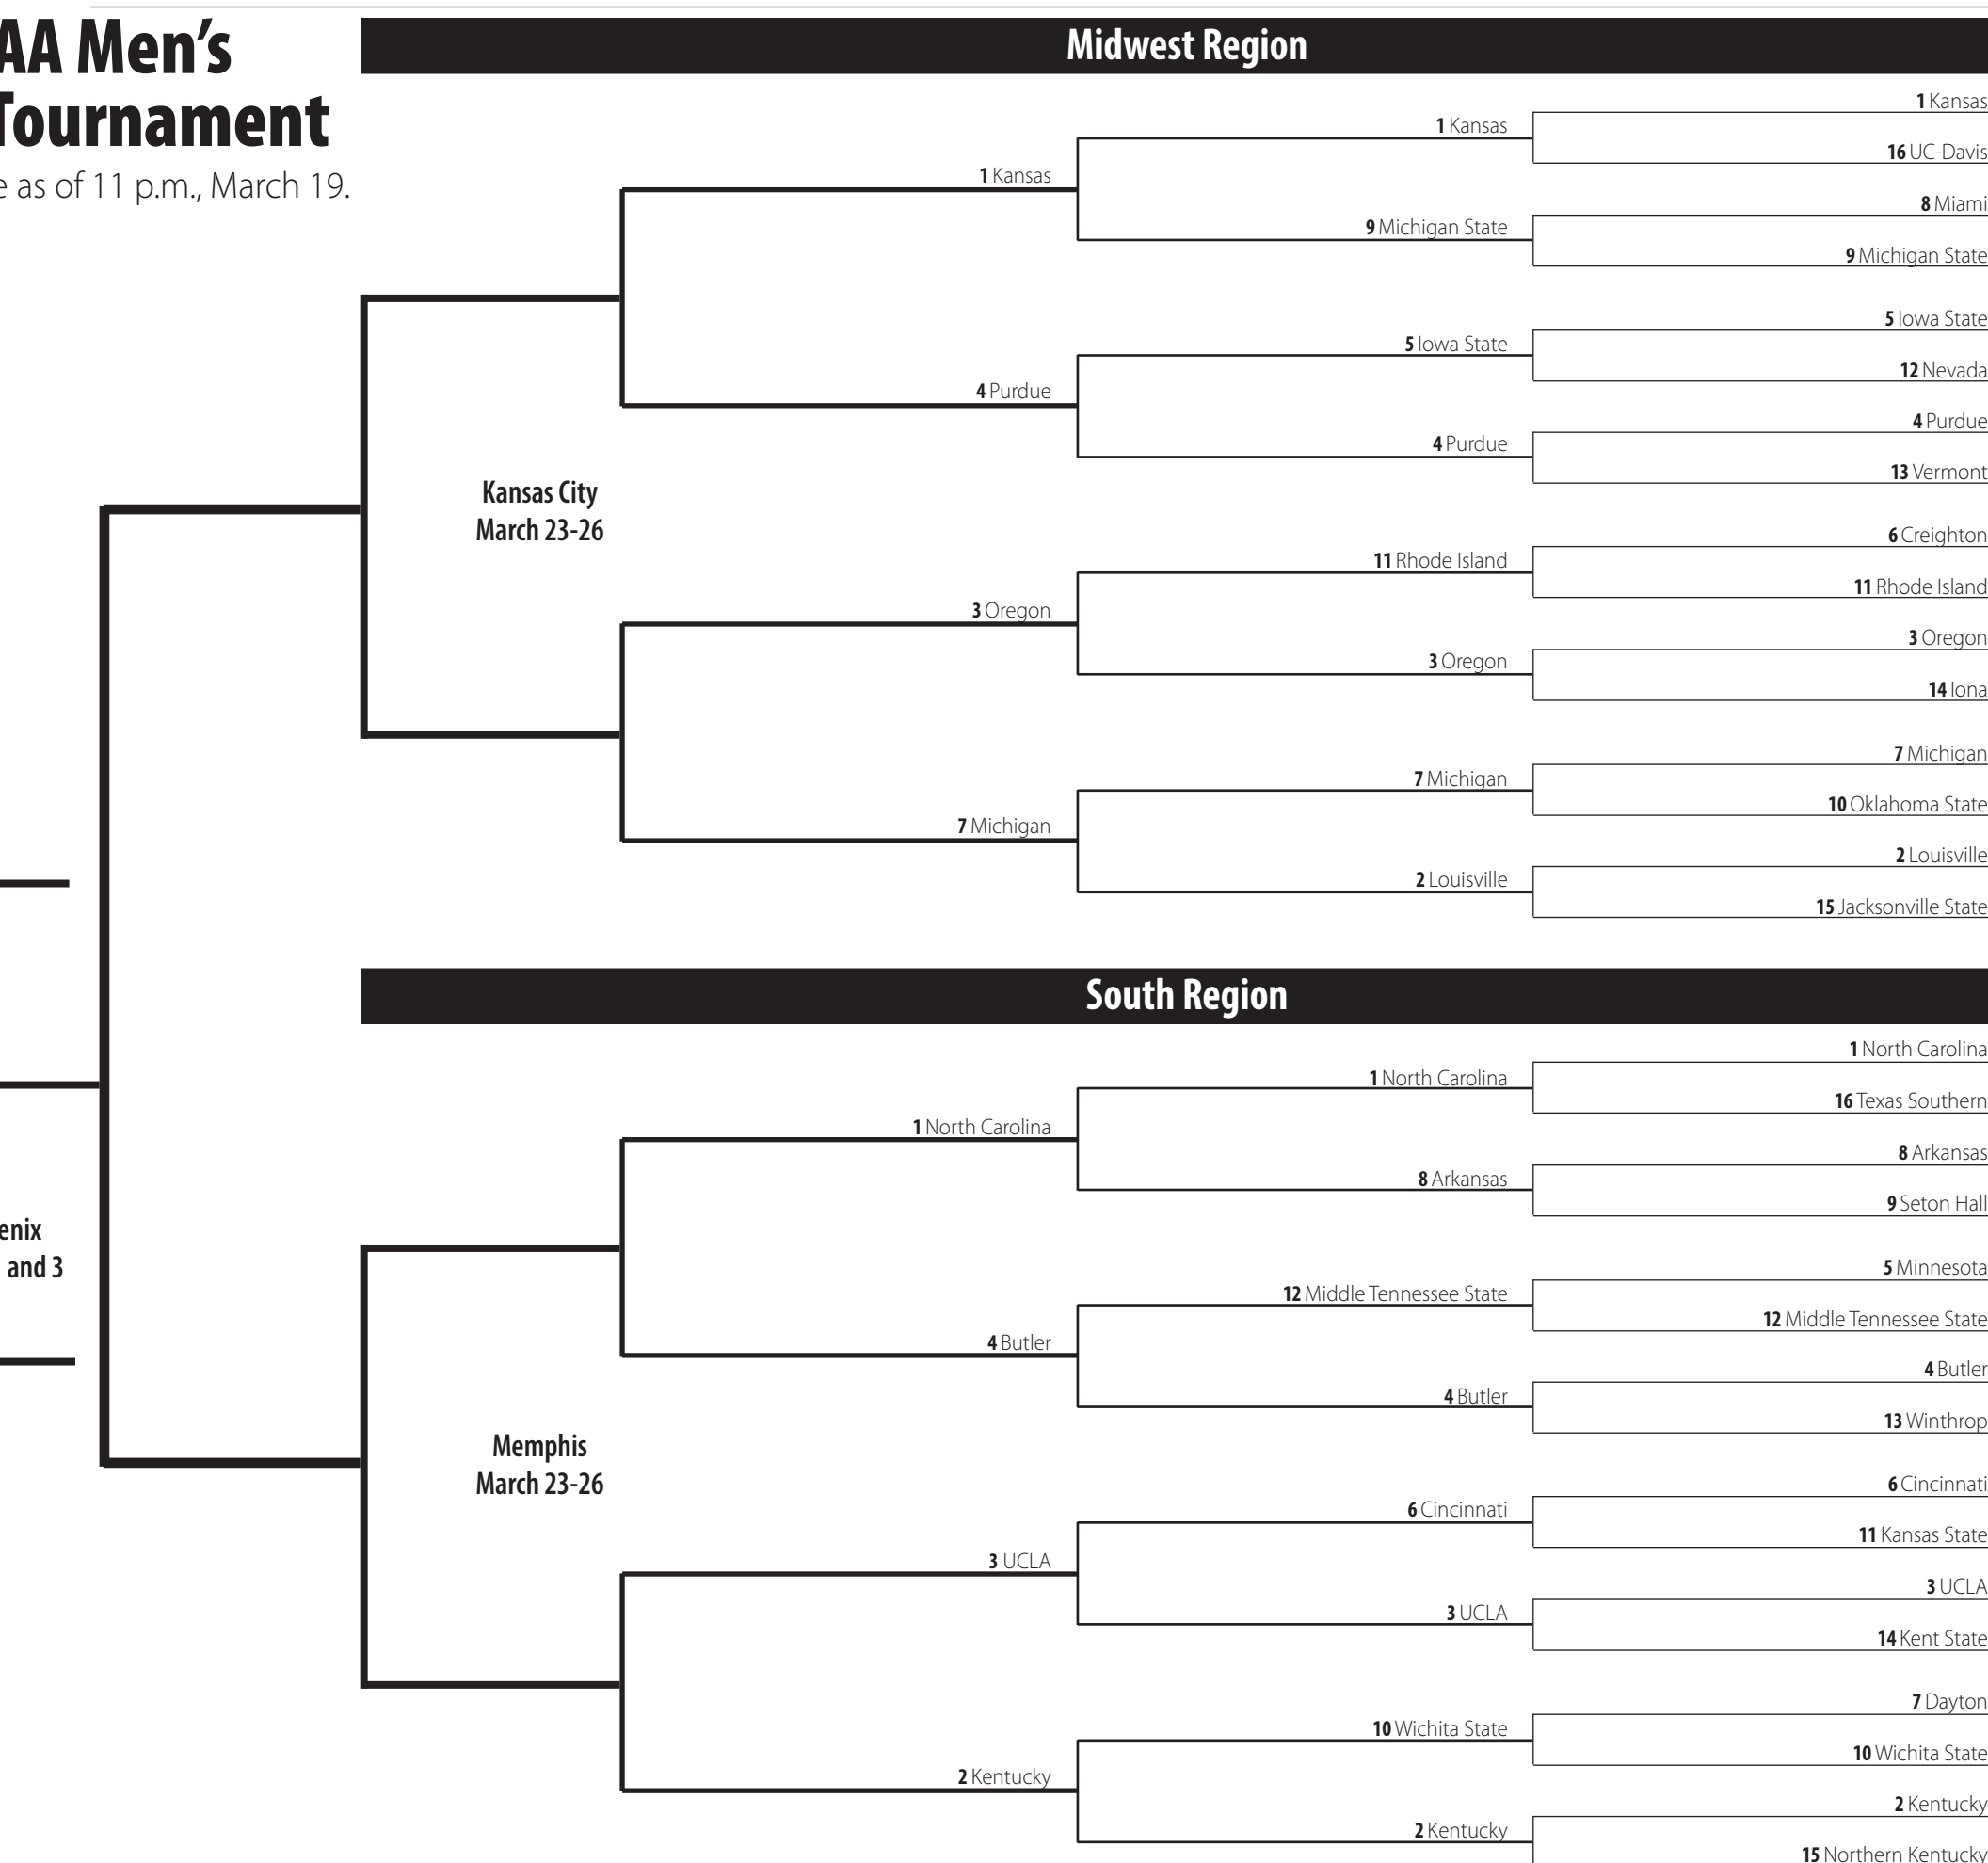 AA Men's
Tournament
e as of 11 p.m., March 19.
Midwest Region
1 Kansas
16 UC-Davis
8 Miami
9 Michigan State
5 Iowa State
12 Nevada
4 Purdue
13 Vermont
6 Creighton
11 Rhode Island
3 Oregon
14 Iona
7 Michigan
10 Oklahoma State
2 Louisville
15 Jacksonville State
1 Kansas
9 Michigan State
5 Iowa State
4 Purdue
11 Rhode Island
3 Oregon
7 Michigan
2 Louisville
1 Kansas
4 Purdue
3 Oregon
7 Michigan
Kansas City
March 23-26
South Region
1 North Carolina
16 Texas Southern
8 Arkansas
9 Seton Hall
5 Minnesota
12 Middle Tennessee State
4 Butler
13 Winthrop
6 Cincinnati
11 Kansas State
3 UCLA
14 Kent State
7 Dayton
10 Wichita State
2 Kentucky
15 Northern Kentucky
1 North Carolina
8 Arkansas
12 Middle Tennessee State
4 Butler
6 Cincinnati
3 UCLA
10 Wichita State
2 Kentucky
1 North Carolina
4 Butler
3 UCLA
2 Kentucky
Memphis
March 23-26
enix
and 3